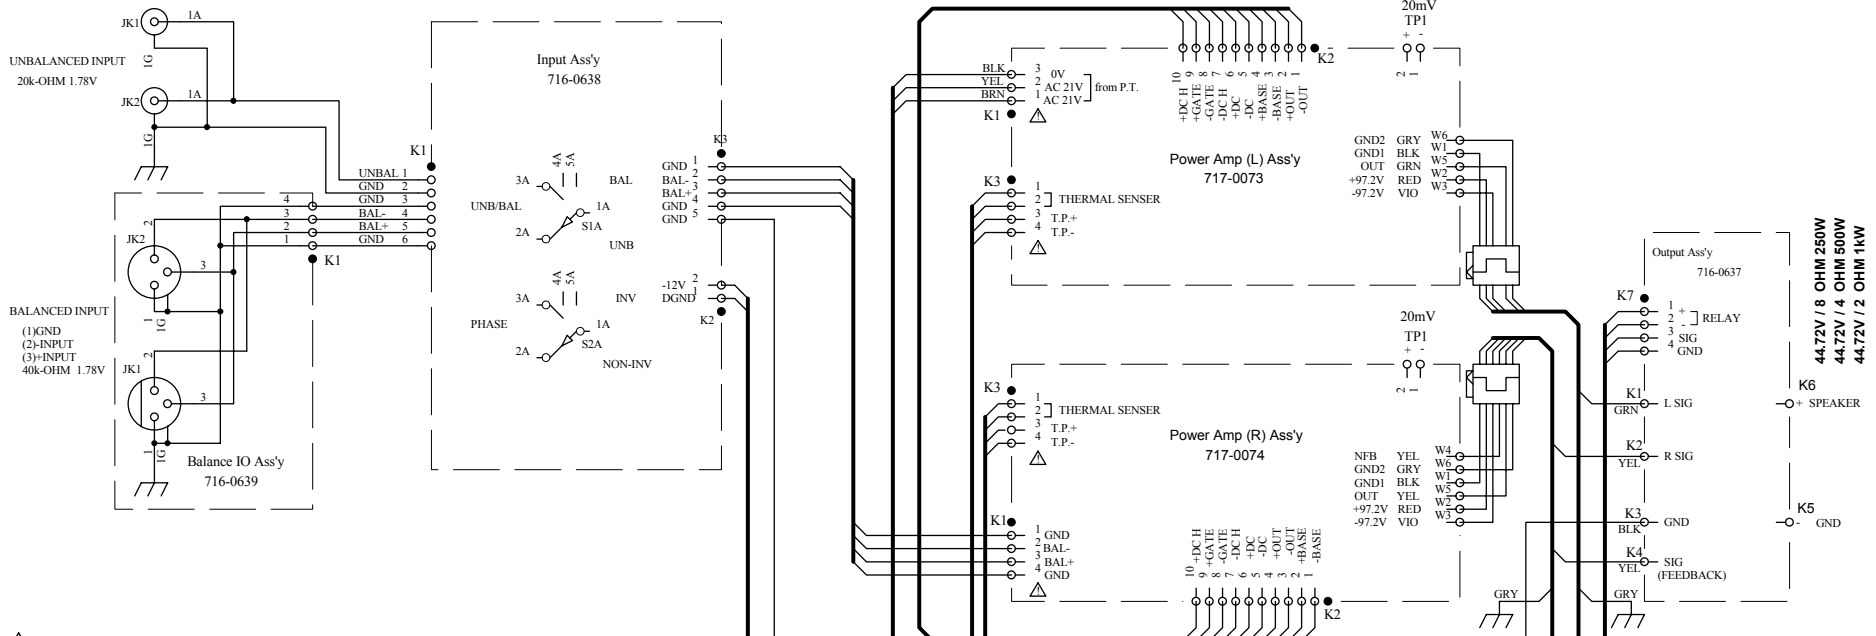 JK1
1A
1G
UNBALANCED INPUT
20k-OHM 1.78V
JK2
1A
1G
Input Ass'y
716-0638
K1
UNBAL 1
GND 2
GND 3
BAL- 4
BAL+ 5
GND 6
4
3
2
1
K1
JK2
2
3
1
1G
BALANCED INPUT
(1)GND
(2)-INPUT
(3)+INPUT
40k-OHM 1.78V
JK1
2
3
1
1G
Balance IO Ass'y
716-0639
4A
5A
3A
BAL
UNB/BAL
1A
S1A
2A
UNB
4A
5A
3A
INV
PHASE
1A
S2A
2A
NON-INV
K3
GND 1
BAL- 2
BAL+ 3
GND 4
GND 5
-12V 2
DGND 1
K2
BLK 3 0V
YEL 2 AC 21V
BRN 1 AC 21V
from P.T.
K1
K2
10 +DC H
9 +GATE
8 -GATE
7 -DC H
6 +DC
5 -DC
4 +BASE
3 -BASE
2 +OUT
1 -OUT
20mV
TP1
+ -
2 1
Power Amp (L) Ass'y
717-0073
K3
1
2 THERMAL SENSER
3 T.P.+
4 T.P.-
GND2 GRY W6
GND1 BLK W1
OUT GRN W5
+97.2V RED W2
-97.2V VIO W3
20mV
TP1
+ -
2 1
K3
1
2 THERMAL SENSER
3 T.P.+
4 T.P.-
Power Amp (R) Ass'y
717-0074
NFB YEL W4
GND2 GRY W6
GND1 BLK W1
OUT YEL W5
+97.2V RED W2
-97.2V VIO W3
K1
1 GND
2 BAL-
3 BAL+
4 GND
10 +DC H
9 +GATE
8 -GATE
7 -DC H
6 +DC
5 -DC
4 +OUT
3 -OUT
2 +BASE
1 -BASE
K2
Output Ass'y
716-0637
K7
1 +
2 -
RELAY
3 SIG
4 GND
K1
GRN L SIG
K2
YEL R SIG
K3
BLK GND
K4
YEL SIG
(FEEDBACK)
GRY
GRY
K6
+ SPEAKER
K5
- GND
44.72V / 8 OHM 250W
44.72V / 4 OHM 500W
44.72V / 2 OHM 1kW